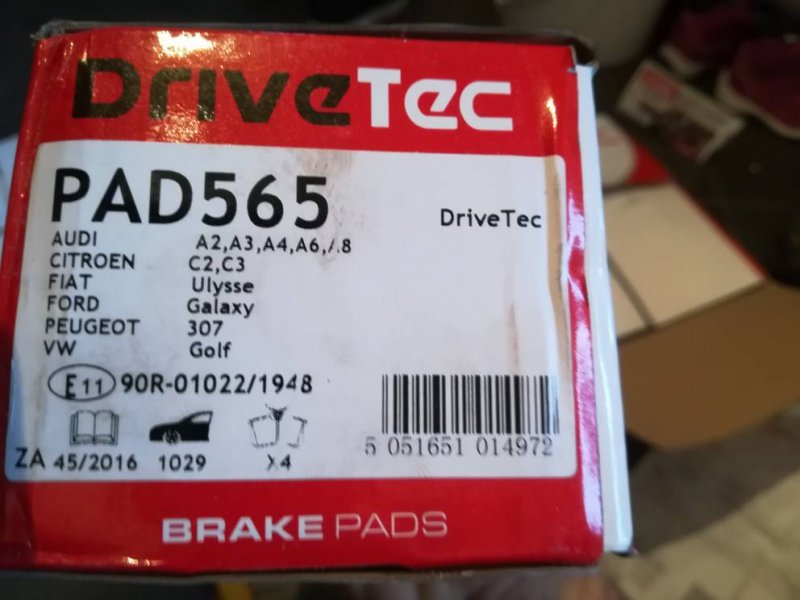 DriveTec
PAD565
DriveTec
AUDI A2,A3,A4,A6,A8
CITROEN C2,C3
FIAT Ulysse
FORD Galaxy
PEUGEOT 307
VW Golf
E11 90R-01022/1948
ZA 45/2016 1029 X4
5 051651 014972
BRAKE PADS